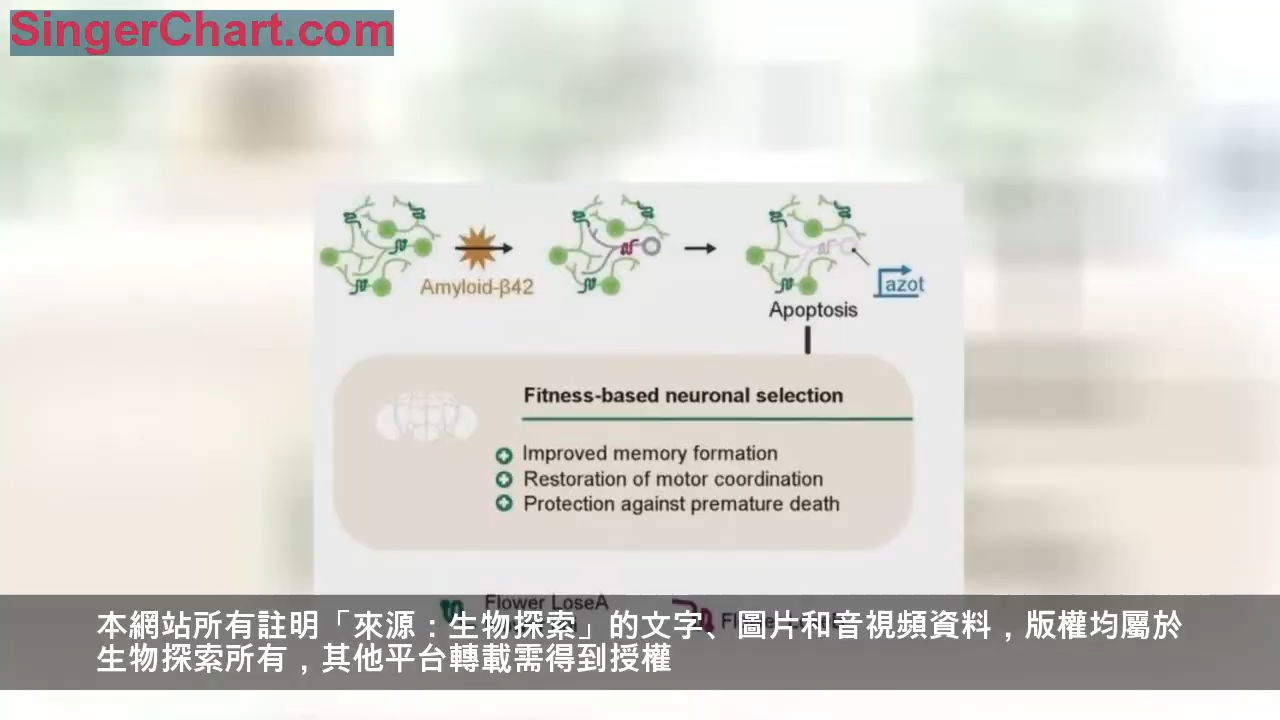 SingerChart.com
Amyloid-β42
azot
Apoptosis
Fitness-based neuronal selection
Improved memory formation
Restoration of motor coordination
Protection against premature death
Flower LoseA
本網站所有註明「來源：生物探索」的文字、圖片和音視頻資料，版權均屬於
生物探索所有，其他平台轉載需得到授權